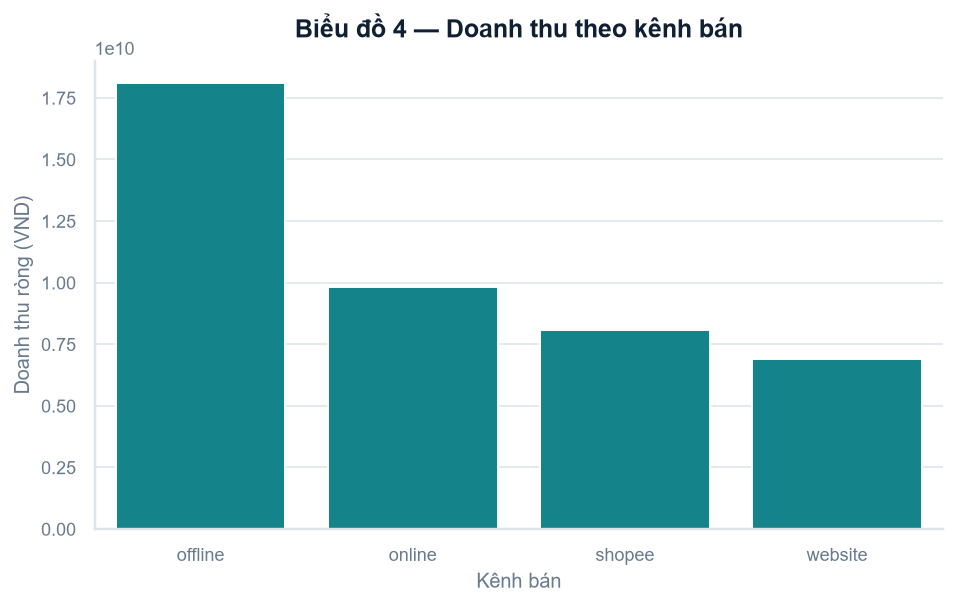 Biểu đồ 4 — Doanh thu theo kênh bán
1e10
1.75
1.50
1.25
1.00
0.75
0.50
0.25
0.00
Doanh thu ròng (VND)
offline
online
shopee
website
Kênh bán